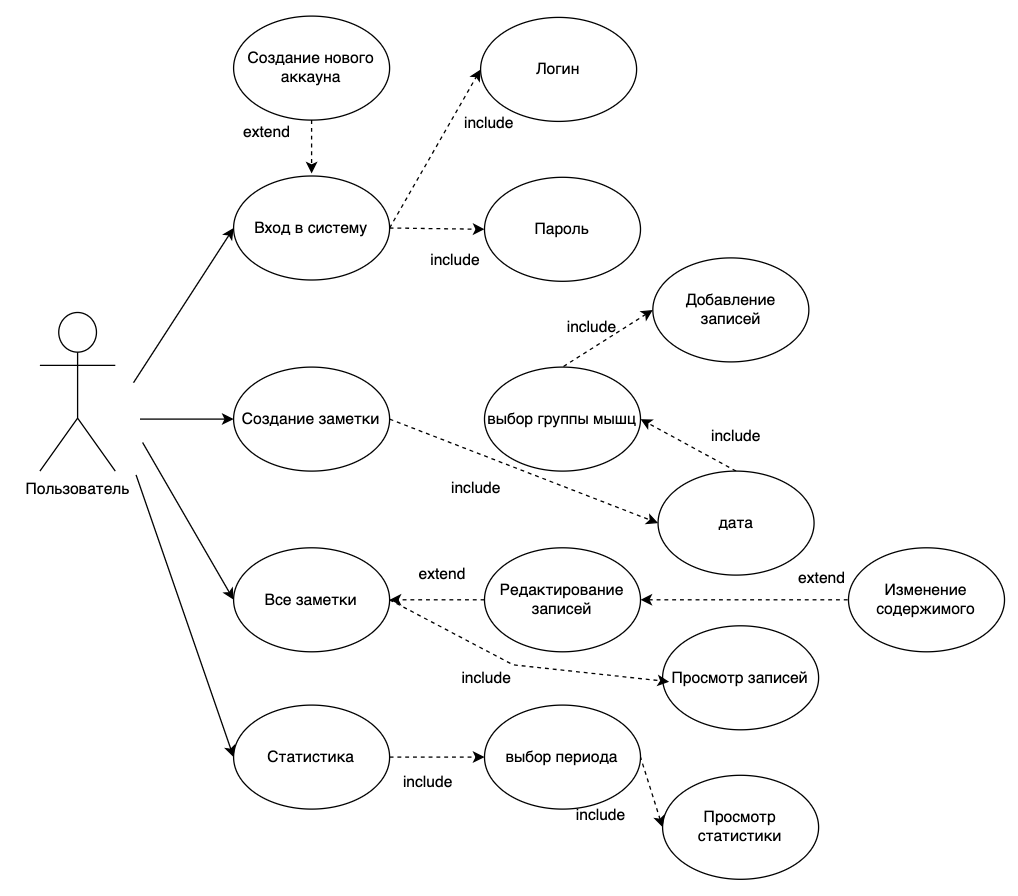 Создание нового
аккауна
Логин
extend
include
Вход в систему
Пароль
include
Добавление
записей
include
Создание заметки
выбор группы мышц
include
Пользователь
include
дата
extend
extend
Все заметки
Редактирование
записей
Изменение
содержимого
include
Просмотр записей
Статистика
выбор периода
include
include
Просмотр
статистики